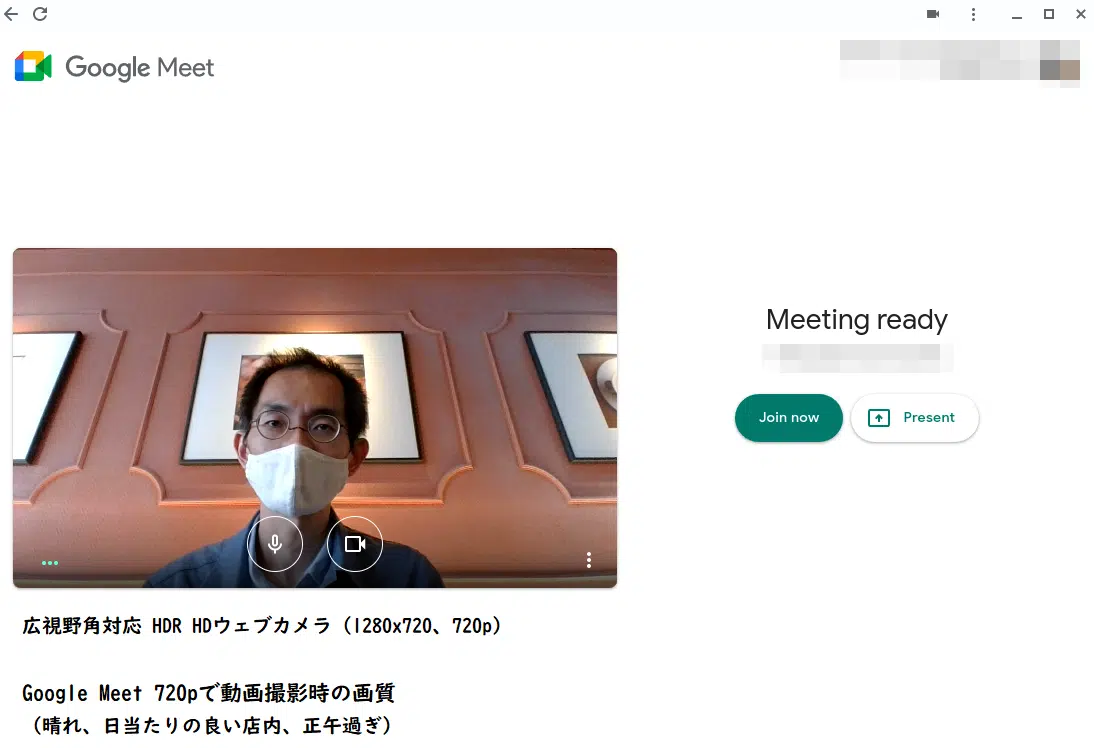 Google Meet
Meeting ready
Join now
Present
広視野角対応 HDR HDウェブカメラ（1280x720、720p）
Google Meet 720pで動画撮影時の画質
（晴れ、日当たりの良い店内、正午過ぎ）